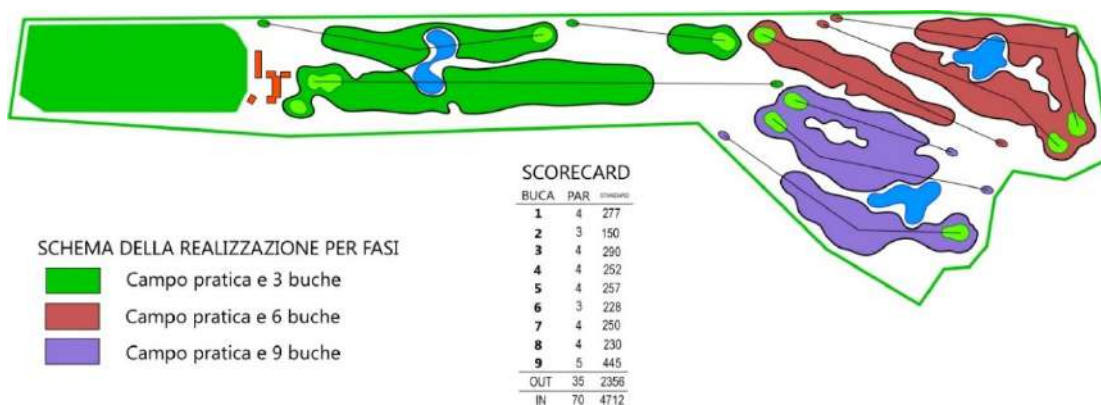 SCORECARD
BUCA PAR STANDARD
1 4 277
2 3 150
3 4 290
4 4 252
5 4 257
6 3 228
7 4 250
8 4 230
9 5 445
OUT 35 2356
IN 70 4712
SCHEMA DELLA REALIZZAZIONE PER FASI
Campo pratica e 3 buche
Campo pratica e 6 buche
Campo pratica e 9 buche